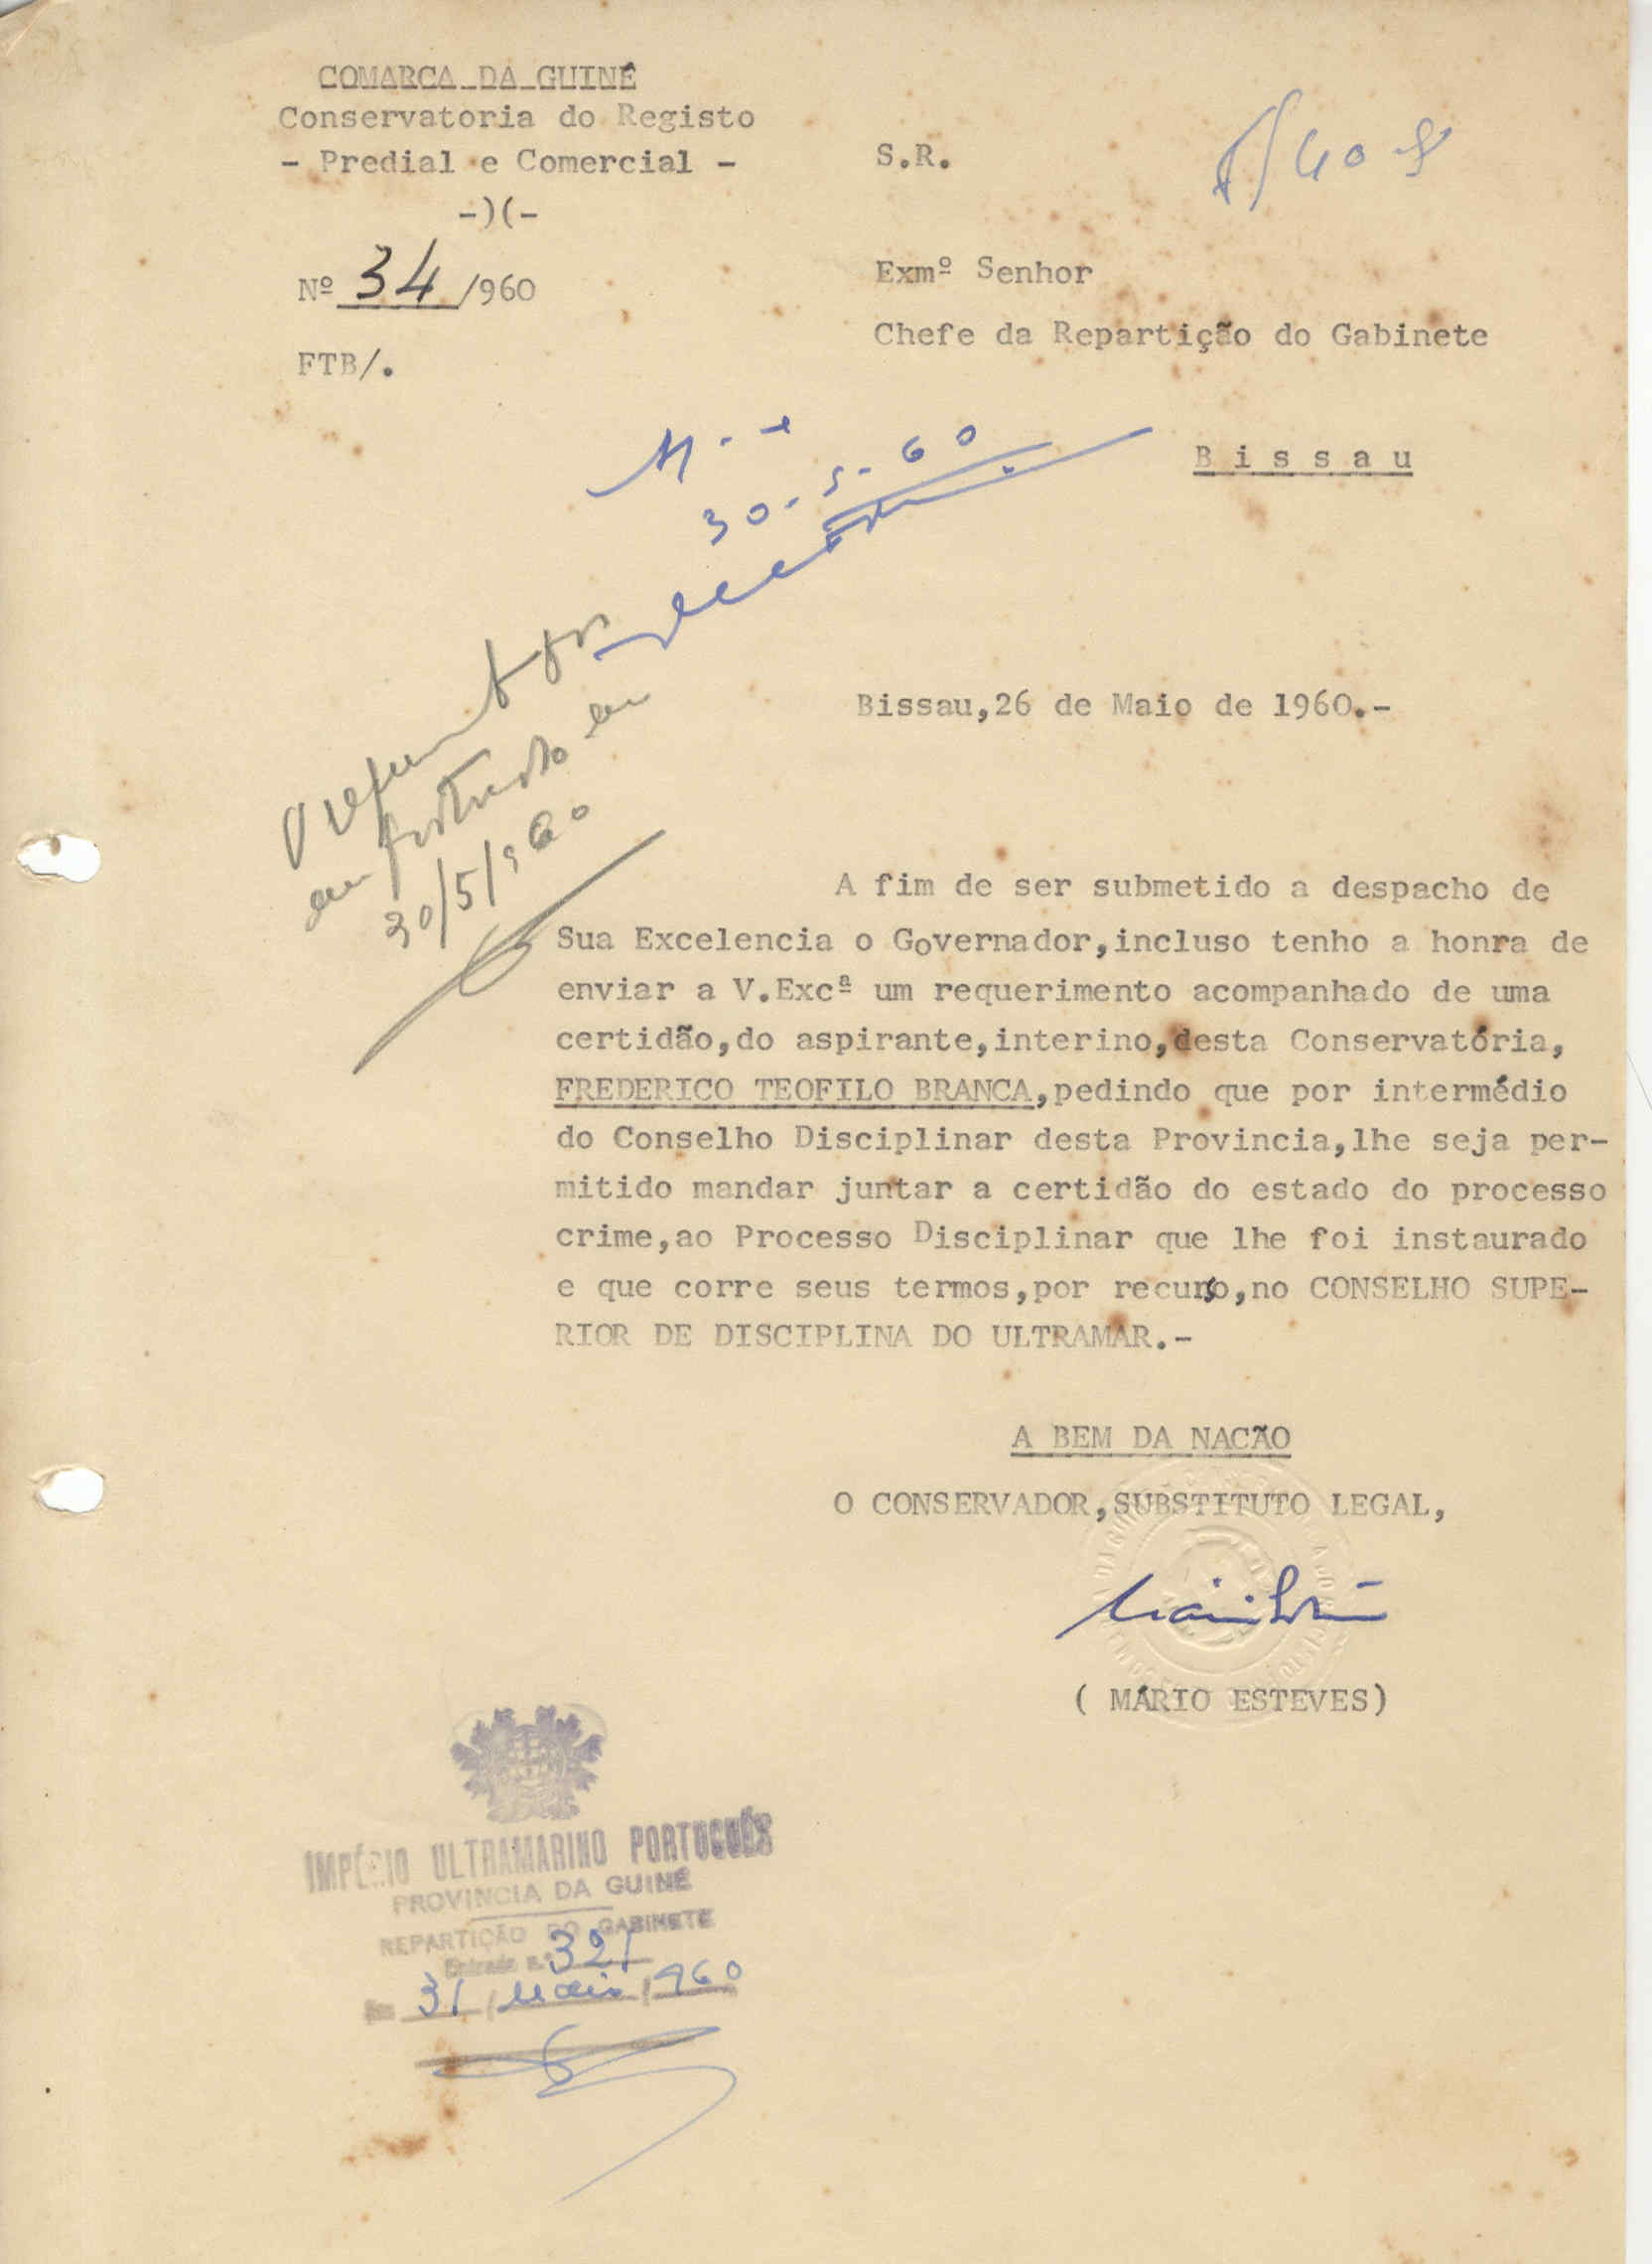 COMARCA DA GUINÉ
Conservatoria do Registo
- Predial e Comercial -
-)(-
Nº 34/960
FTB/.
S.R.
Exmº Senhor
Chefe da Repartição do Gabinete
B i s s a u
30-5-60
O requerimento
em
30/5/960
Bissau,26 de Maio de 1960.-
A fim de ser submetido a despacho de
Sua Excelencia o Governador,incluso tenho a honra de
enviar a V.Excª um requerimento acompanhado de uma
certidão,do aspirante,interino,desta Conservatória,
FREDERICO TEOFILO BRANCA,pedindo que por intermédio
do Conselho Disciplinar desta Provincia,lhe seja per-
mitido mandar juntar a certidão do estado do processo
crime,ao Processo Disciplinar que lhe foi instaurado
e que corre seus termos,por recurso,no CONSELHO SUPE-
RIOR DE DISCIPLINA DO ULTRAMAR.-
A BEM DA NACÃO
O CONSERVADOR,SUBSTITUTO LEGAL,
( MÁRIO ESTEVES)
IMPÉRIO ULTRAMARINO PORTUGUÊS
PROVINCIA DA GUINÉ
REPARTIÇÃO DO GABINETE
Entrada n.º 321
Em 31/Maio/960